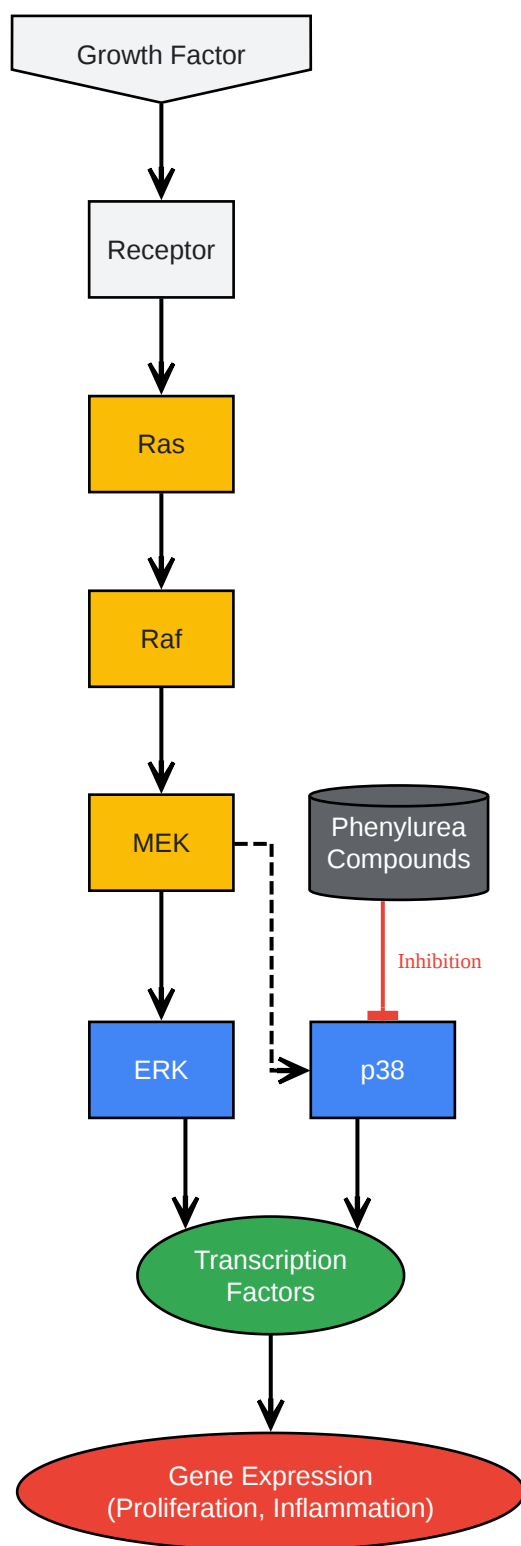 Growth Factor
Receptor
Ras
Raf
MEK
Phenylurea
Compounds
Inhibition
ERK
p38
Transcription
Factors
Gene Expression
(Proliferation, Inflammation)